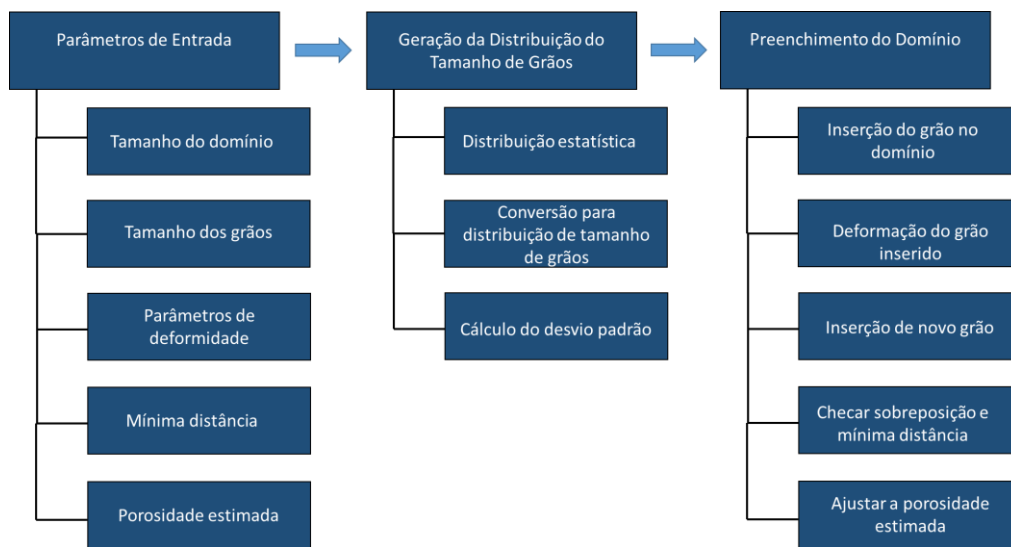 Parâmetros de Entrada
Tamanho do domínio
Tamanho dos grãos
Parâmetros de
deformidade
Mínima distância
Porosidade estimada
Geração da Distribuição do
Tamanho de Grãos
Distribuição estatística
Conversão para
distribuição de tamanho
de grãos
Cálculo do desvio padrão
Preenchimento do Domínio
Inserção do grão no
domínio
Deformação do grão
inserido
Inserção de novo grão
Checar sobreposição e
mínima distância
Ajustar a porosidade
estimada